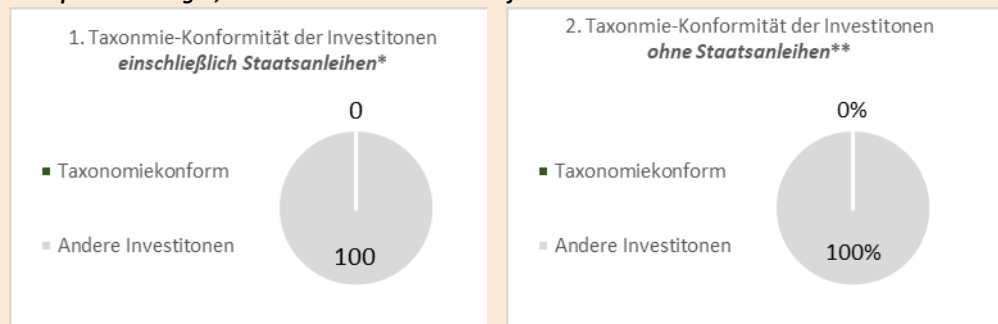 1. Taxonmie-Konformität der Investitonen
einschließlich Staatsanleihen*
0
Taxonomiekonform
Andere Investitonen
100
2. Taxonmie-Konformität der Investitonen
ohne Staatsanleihen**
0%
Taxonomiekonform
Andere Investitonen
100%